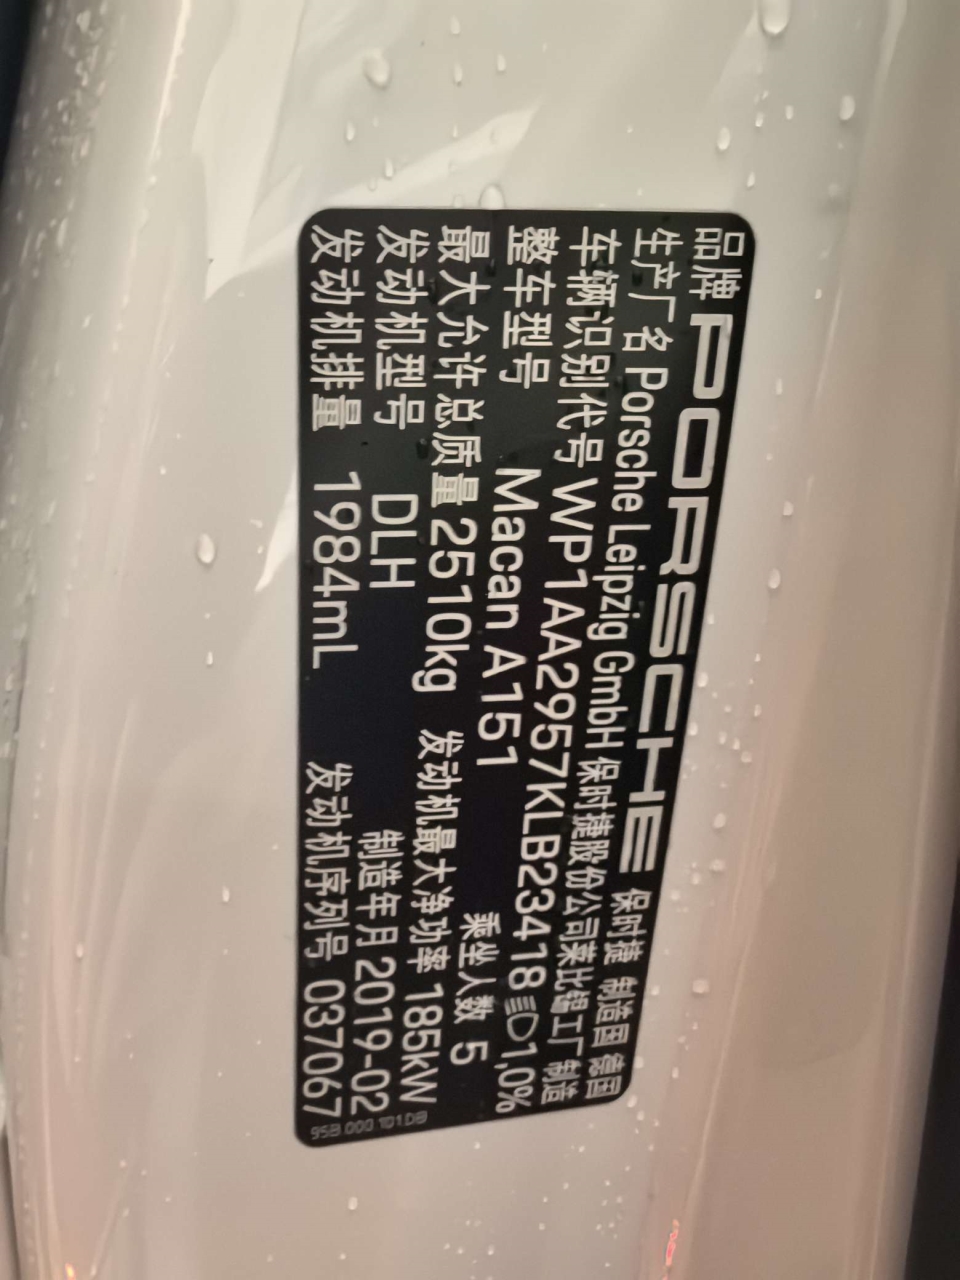 品牌 PORSCHE 保时捷 制造国 德国
生产厂名 Porsche Leipzig GmbH 保时捷股份公司莱比锡工厂 制造
车辆识别代号 WP1AA2957KLB23418 1,0%
整车型号 Macan A151 乘坐人数 5
最大允许总质量 2510kg 发动机最大净功率 185kW
发动机型号 DLH 制造年月 2019-02
发动机排量 1984mL 发动机序列号 037067
95B.000.101.DB